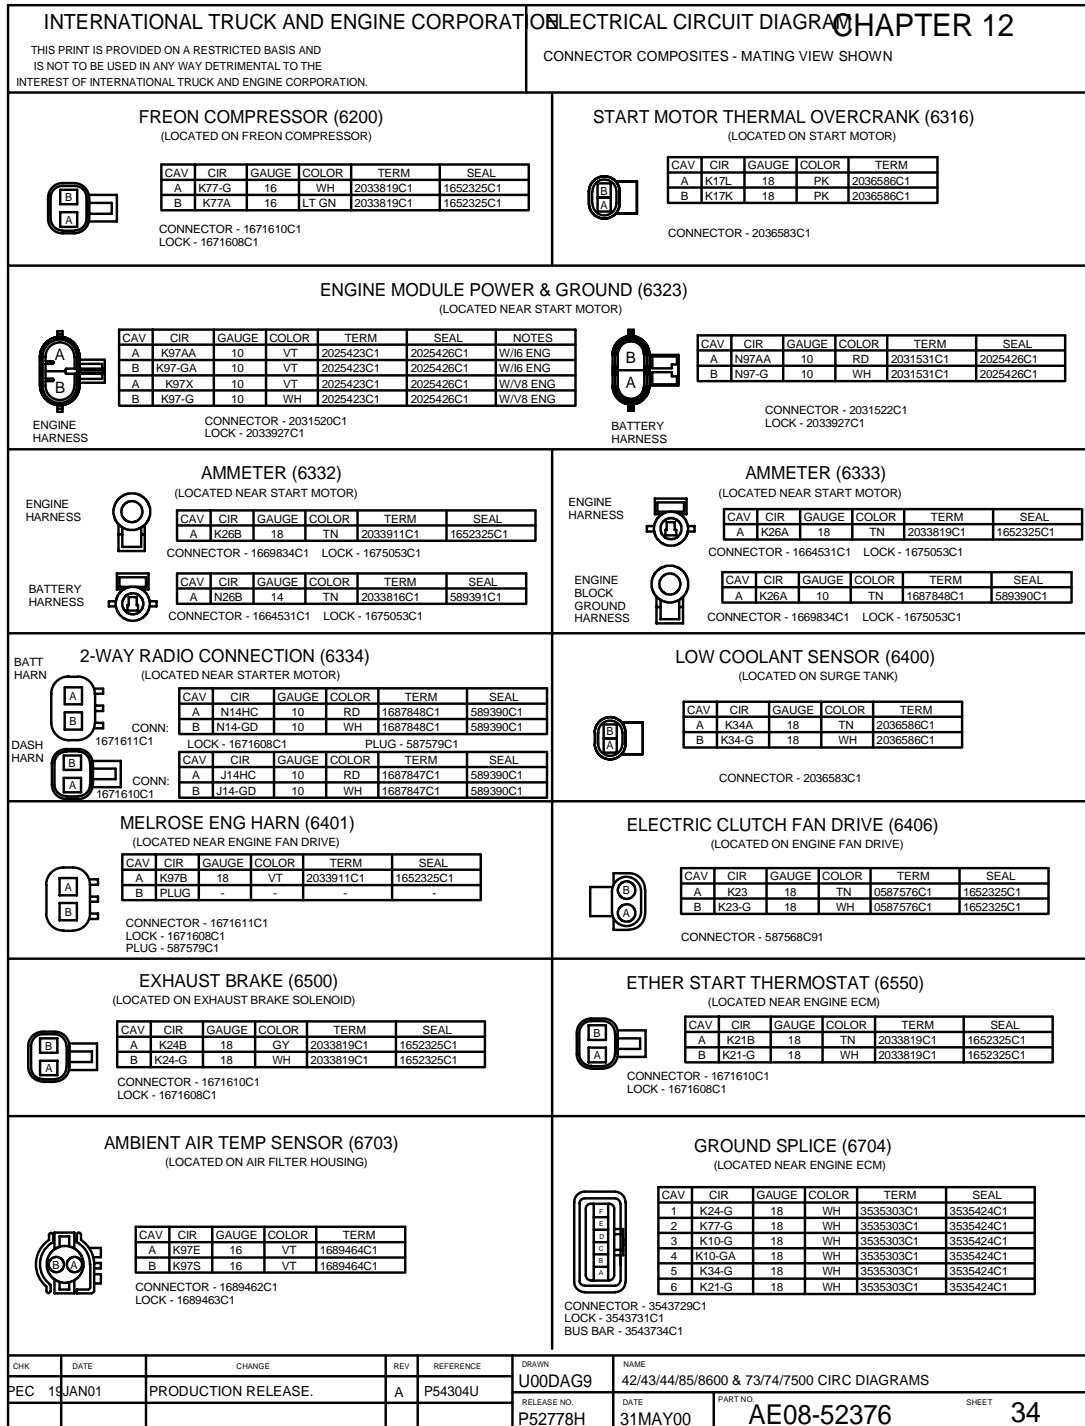 INTERNATIONAL TRUCK AND ENGINE CORPORATION
ELECTRICAL CIRCUIT DIAGRAM
CHAPTER 12
THIS PRINT IS PROVIDED ON A RESTRICTED BASIS AND
IS NOT TO BE USED IN ANY WAY DETRIMENTAL TO THE
INTEREST OF INTERNATIONAL TRUCK AND ENGINE CORPORATION.
CONNECTOR COMPOSITES - MATING VIEW SHOWN
FREON COMPRESSOR (6200)
(LOCATED ON FREON COMPRESSOR)
B
A
CAV CIR GAUGE COLOR TERM SEAL
A K77-G 16 WH 2033819C1 1652325C1
B K77A 16 LT GN 2033819C1 1652325C1
CONNECTOR - 1671610C1
LOCK - 1671608C1
START MOTOR THERMAL OVERCRANK (6316)
(LOCATED ON START MOTOR)
B
A
CAV CIR GAUGE COLOR TERM
A K17L 18 PK 2036586C1
B K17K 18 PK 2036586C1
CONNECTOR - 2036583C1
ENGINE MODULE POWER & GROUND (6323)
(LOCATED NEAR START MOTOR)
A
B
ENGINE
HARNESS
CAV CIR GAUGE COLOR TERM SEAL NOTES
A K97AA 10 VT 2025423C1 2025426C1 W/I6 ENG
B K97-GA 10 VT 2025423C1 2025426C1 W/I6 ENG
A K97X 10 VT 2025423C1 2025426C1 W/V8 ENG
B K97-G 10 WH 2025423C1 2025426C1 W/V8 ENG
CONNECTOR - 2031520C1
LOCK - 2033927C1
B
A
BATTERY
HARNESS
CAV CIR GAUGE COLOR TERM SEAL
A N97AA 10 RD 2031531C1 2025426C1
B N97-G 10 WH 2031531C1 2025426C1
CONNECTOR - 2031522C1
LOCK - 2033927C1
AMMETER (6332)
(LOCATED NEAR START MOTOR)
ENGINE
HARNESS
CAV CIR GAUGE COLOR TERM SEAL
A K26B 18 TN 2033911C1 1652325C1
CONNECTOR - 1669834C1 LOCK - 1675053C1
BATTERY
HARNESS
A
CAV CIR GAUGE COLOR TERM SEAL
A N26B 14 TN 2033816C1 589391C1
CONNECTOR - 1664531C1 LOCK - 1675053C1
AMMETER (6333)
(LOCATED NEAR START MOTOR)
ENGINE
HARNESS
A
CAV CIR GAUGE COLOR TERM SEAL
A K26A 18 TN 2033819C1 1652325C1
CONNECTOR - 1664531C1 LOCK - 1675053C1
ENGINE
BLOCK
GROUND
HARNESS
CAV CIR GAUGE COLOR TERM SEAL
A K26A 10 TN 1687848C1 589390C1
CONNECTOR - 1669834C1 LOCK - 1675053C1
2-WAY RADIO CONNECTION (6334)
(LOCATED NEAR STARTER MOTOR)
BATT
HARN
A
B
CONN:
1671611C1
CAV CIR GAUGE COLOR TERM SEAL
A N14HC 10 RD 1687848C1 589390C1
B N14-GD 10 WH 1687848C1 589390C1
LOCK - 1671608C1 PLUG - 587579C1
DASH
HARN
B
A
CONN:
1671610C1
CAV CIR GAUGE COLOR TERM SEAL
A J14HC 10 RD 1687847C1 589390C1
B J14-GD 10 WH 1687847C1 589390C1
LOW COOLANT SENSOR (6400)
(LOCATED ON SURGE TANK)
B
A
CAV CIR GAUGE COLOR TERM
A K34A 18 TN 2036586C1
B K34-G 18 WH 2036586C1
CONNECTOR - 2036583C1
MELROSE ENG HARN (6401)
(LOCATED NEAR ENGINE FAN DRIVE)
A
B
CAV CIR GAUGE COLOR TERM SEAL
A K97B 18 VT 2033911C1 1652325C1
B PLUG - - - -
CONNECTOR - 1671611C1
LOCK - 1671608C1
PLUG - 587579C1
ELECTRIC CLUTCH FAN DRIVE (6406)
(LOCATED ON ENGINE FAN DRIVE)
B
A
CAV CIR GAUGE COLOR TERM SEAL
A K23 18 TN 0587576C1 1652325C1
B K23-G 18 WH 0587576C1 1652325C1
CONNECTOR - 587568C91
EXHAUST BRAKE (6500)
(LOCATED ON EXHAUST BRAKE SOLENOID)
B
A
CAV CIR GAUGE COLOR TERM SEAL
A K24B 18 GY 2033819C1 1652325C1
B K24-G 18 WH 2033819C1 1652325C1
CONNECTOR - 1671610C1
LOCK - 1671608C1
ETHER START THERMOSTAT (6550)
(LOCATED NEAR ENGINE ECM)
B
A
CAV CIR GAUGE COLOR TERM SEAL
A K21B 18 TN 2033819C1 1652325C1
B K21-G 18 WH 2033819C1 1652325C1
CONNECTOR - 1671610C1
LOCK - 1671608C1
AMBIENT AIR TEMP SENSOR (6703)
(LOCATED ON AIR FILTER HOUSING)
B A
CAV CIR GAUGE COLOR TERM
A K97E 16 VT 1689464C1
B K97S 16 VT 1689464C1
CONNECTOR - 1689462C1
LOCK - 1689463C1
GROUND SPLICE (6704)
(LOCATED NEAR ENGINE ECM)
F
E
D
C
B
A
CAV CIR GAUGE COLOR TERM SEAL
1 K24-G 18 WH 3535303C1 3535424C1
2 K77-G 18 WH 3535303C1 3535424C1
3 K10-G 18 WH 3535303C1 3535424C1
4 K10-GA 18 WH 3535303C1 3535424C1
5 K34-G 18 WH 3535303C1 3535424C1
6 K21-G 18 WH 3535303C1 3535424C1
CONNECTOR - 3543729C1
LOCK - 3543731C1
BUS BAR - 3543734C1
CHK DATE CHANGE REV REFERENCE
PEC 19JAN01 PRODUCTION RELEASE. A P54304U
DRAWN
U00DAG9
NAME
42/43/44/85/8600 & 73/74/7500 CIRC DIAGRAMS
RELEASE NO.
P52778H
DATE
31MAY00
PART NO.
AE08-52376
SHEET 34